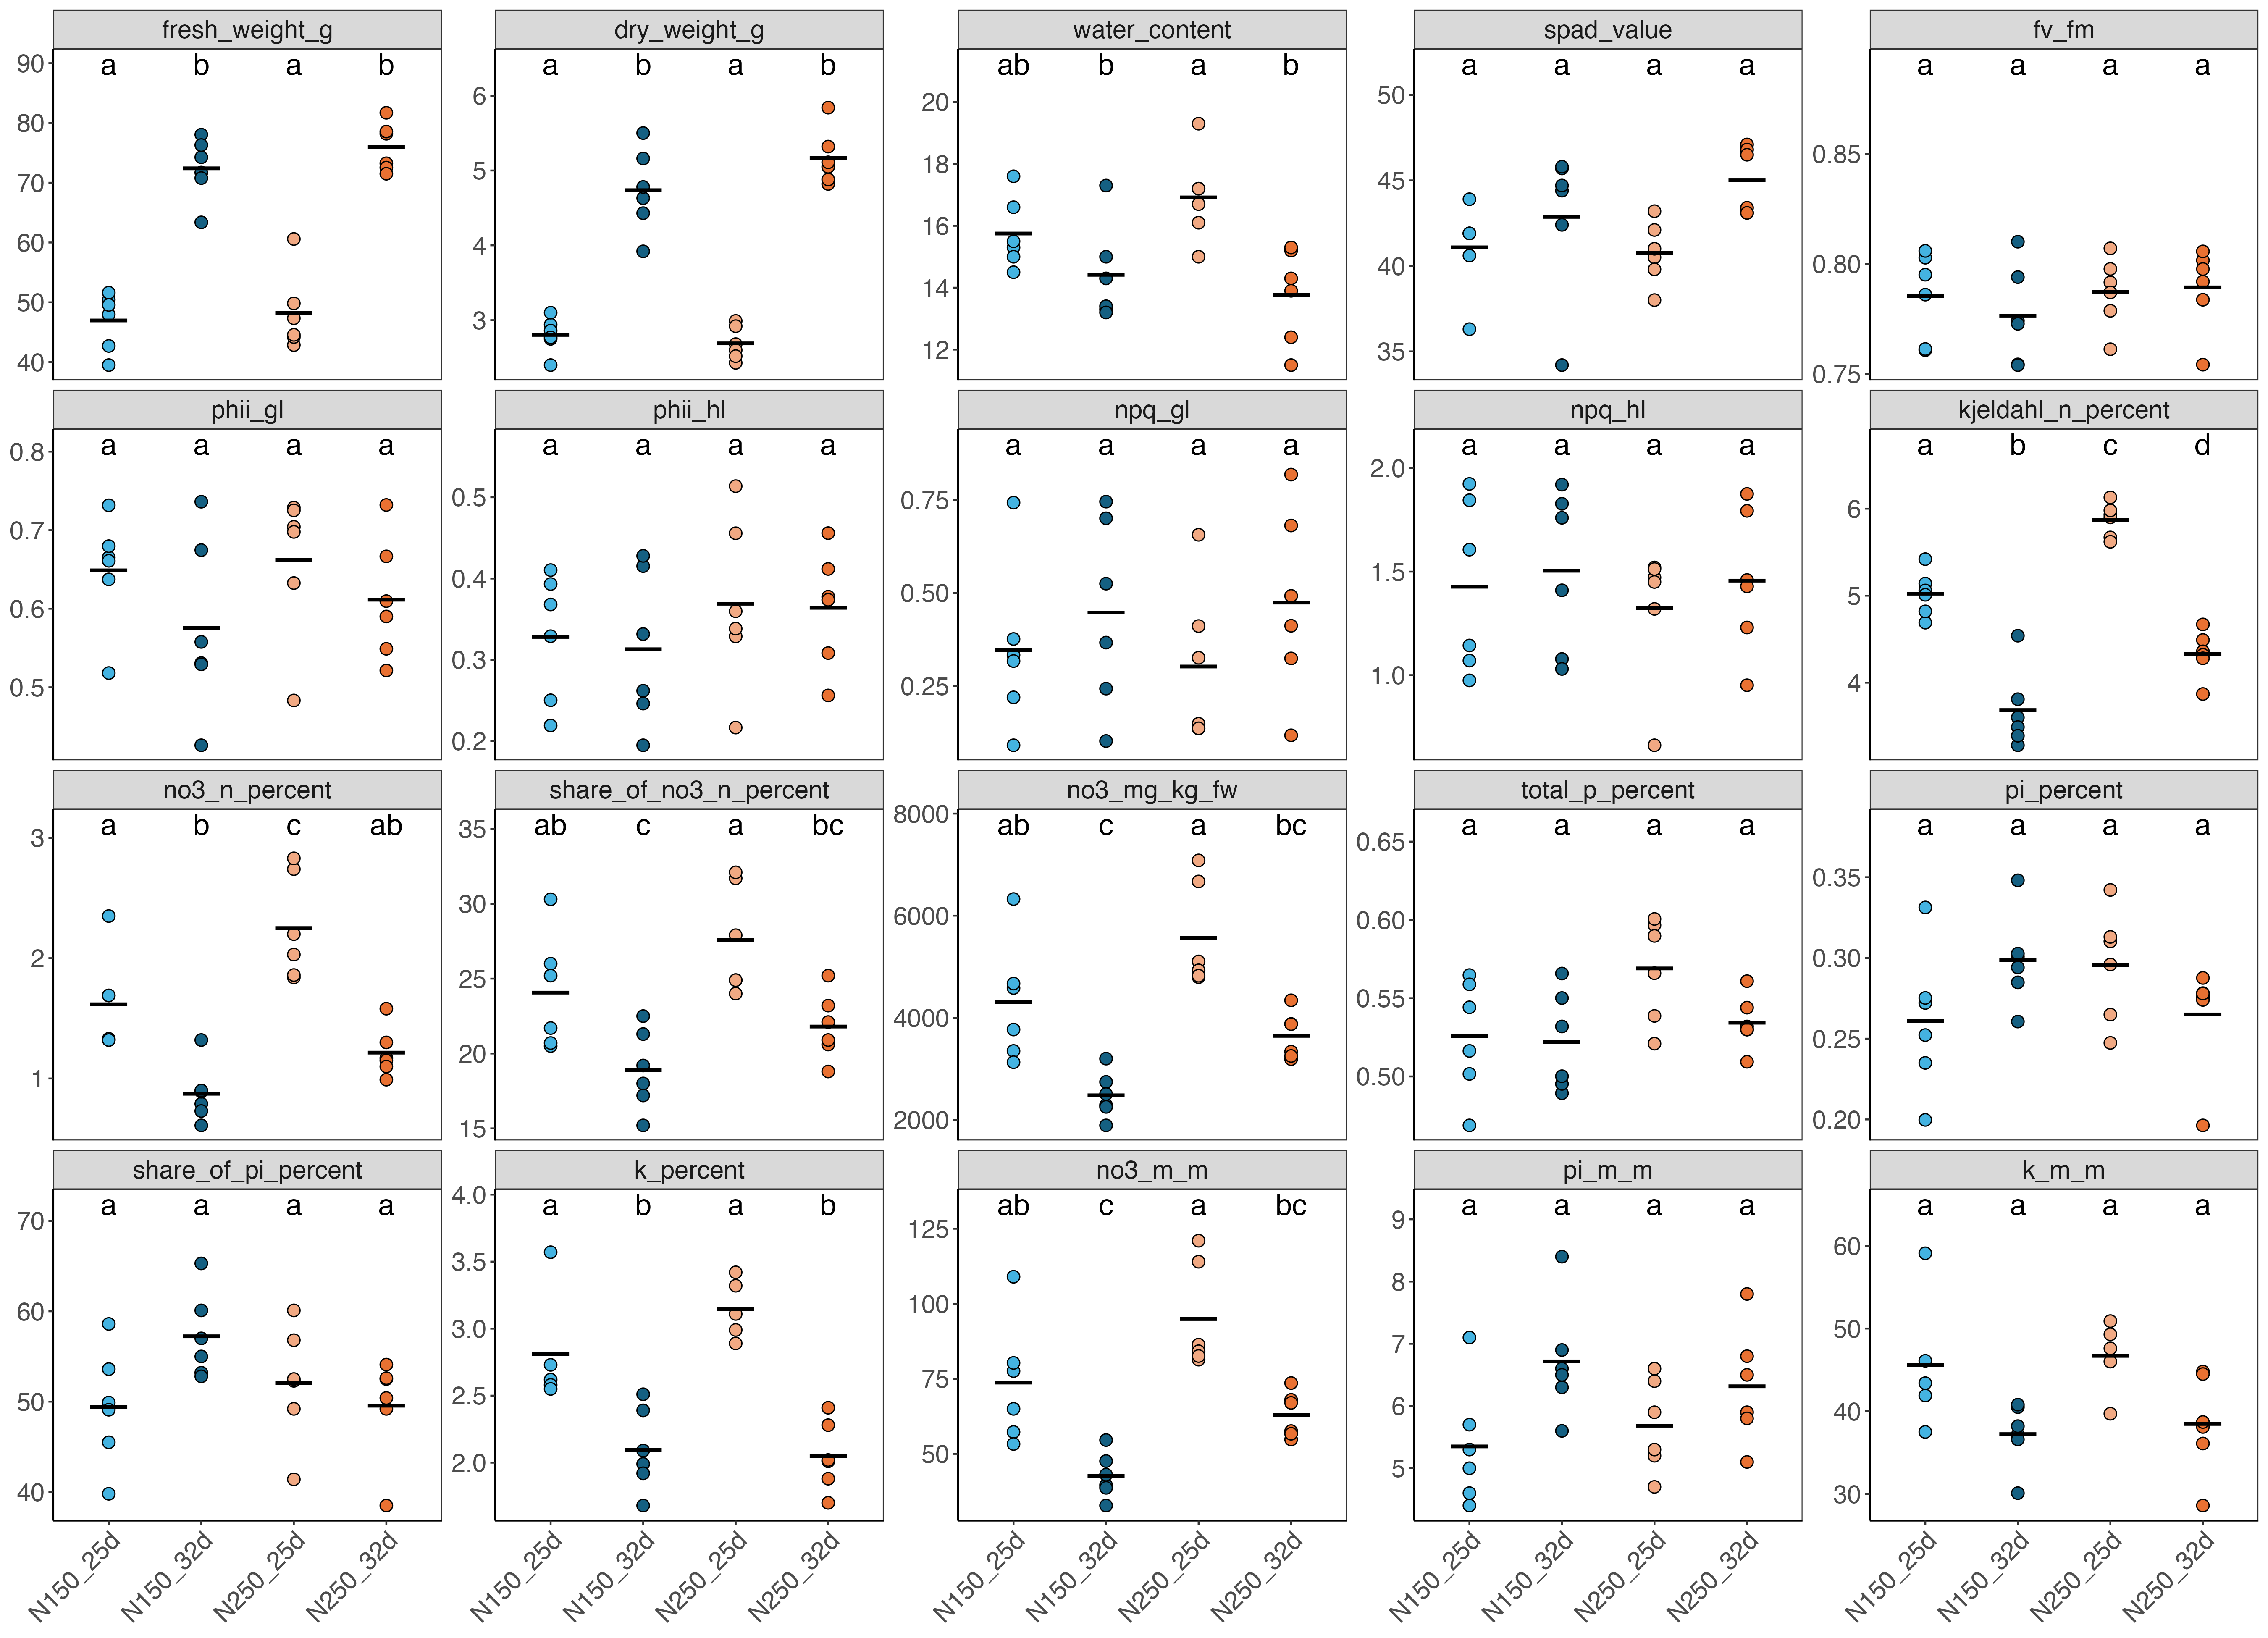 fresh_weight_g dry_weight_g water_content spad_value fv_fm
a b a b a b a b ab b a b a a a a a a a a
90 80 70 60 50 40
6 5 4 3
20 18 16 14 12
50 45 40 35
0.85 0.80 0.75
phii_gl phii_hl npq_gl npq_hl kjeldahl_n_percent
a a a a a a a a a a a a a a a a a b c d
0.8 0.7 0.6 0.5
0.5 0.4 0.3 0.2
0.75 0.50 0.25
2.0 1.5 1.0
6 5 4
no3_n_percent share_of_no3_n_percent no3_mg_kg_fw total_p_percent pi_percent
a b c ab ab c a bc ab c a bc a a a a a a a a
3 2 1
35 30 25 20 15
8000 6000 4000 2000
0.65 0.60 0.55 0.50
0.35 0.30 0.25 0.20
share_of_pi_percent k_percent no3_m_m pi_m_m k_m_m
a a a a a b a b ab c a bc a a a a a a a a
70 60 50 40
4.0 3.5 3.0 2.5 2.0
125 100 75 50
9 8 7 6 5
60 50 40 30
N150_25d N150_32d N250_25d N250_32d N150_25d N150_32d N250_25d N250_32d N150_25d N150_32d N250_25d N250_32d N150_25d N150_32d N250_25d N250_32d N150_25d N150_32d N250_25d N250_32d